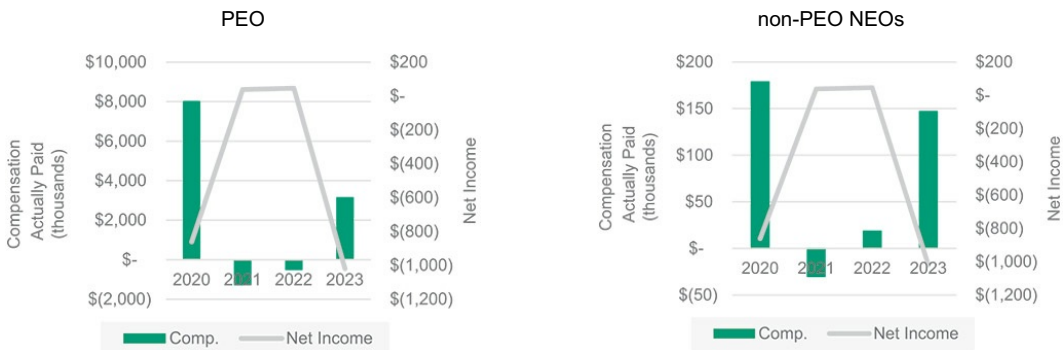 PEO
Compensation
Actually Paid
(thousands)
$10,000
$8,000
$6,000
$4,000
$2,000
$-
$(2,000)
2020 2021 2022 2023
$200
$-
$(200)
$(400)
$(600)
$(800)
$(1,000)
$(1,200)
Net Income
Comp. Net Income
non-PEO NEOs
Compensation
Actually Paid
(thousands)
$200
$150
$100
$50
$-
$(50)
2020 2021 2022 2023
$200
$-
$(200)
$(400)
$(600)
$(800)
$(1,000)
$(1,200)
Net Income
Comp. Net Income